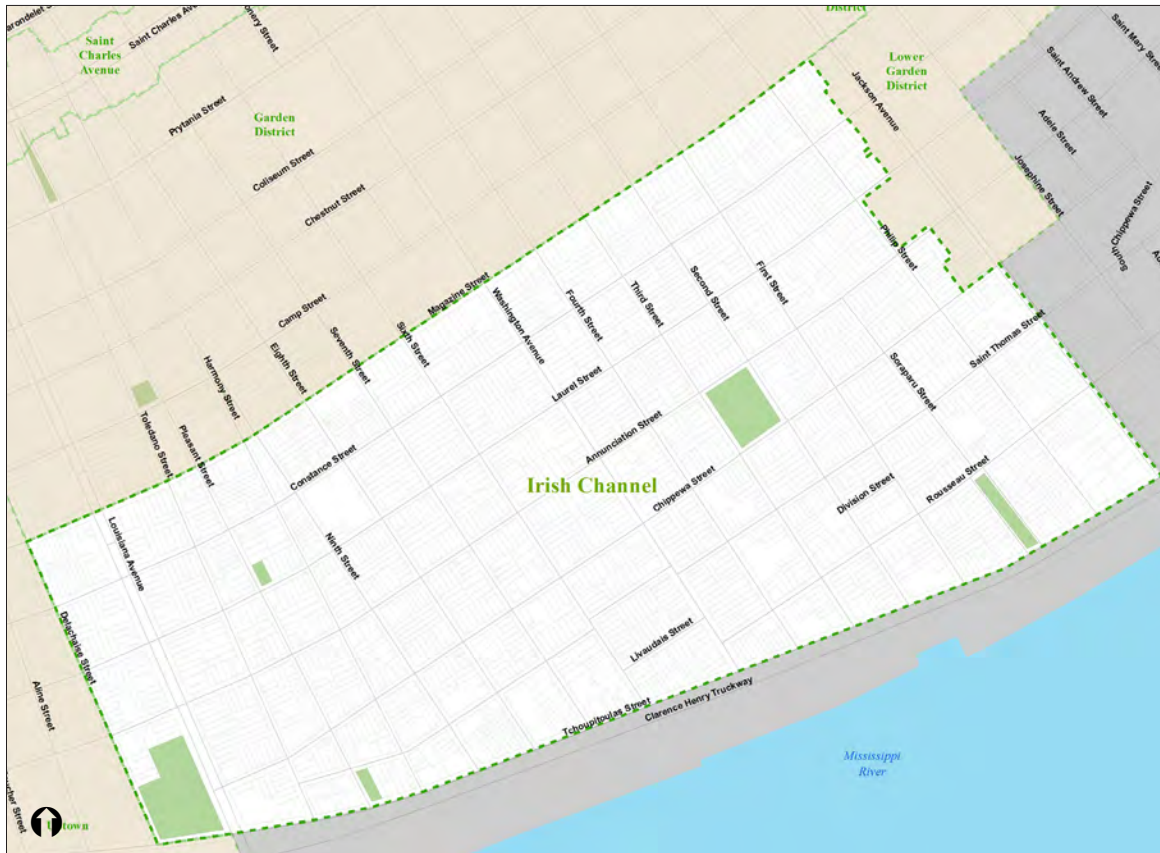 Saint Charles Avenue
District
Saint Mary Street
Saint
Charles
Avenue
Saint Andrew Street
Lower
Garden
District
Jackson Avenue
Prytania Street
Garden
District
Adele Street
Coliseum Street
Josephine Street
Chestnut Street
South Chippewa Street
Philip Street
Camp Street
Magazine Street
Washington Avenue
Fourth Street
Third Street
Second Street
First Street
Sixth Street
Seventh Street
Eighth Street
Harmony Street
Saint Thomas Street
Soraparu Street
Laurel Street
Toledano Street
Pleasant Street
Annunciation Street
Constance Street
Irish Channel
Chippewa Street
Division Street
Rousseau Street
Louisiana Avenue
Ninth Street
Delachaise Street
Livaudais Street
Aline Street
Tchoupitoulas Street
Clarence Henry Truckway
Mississippi
River